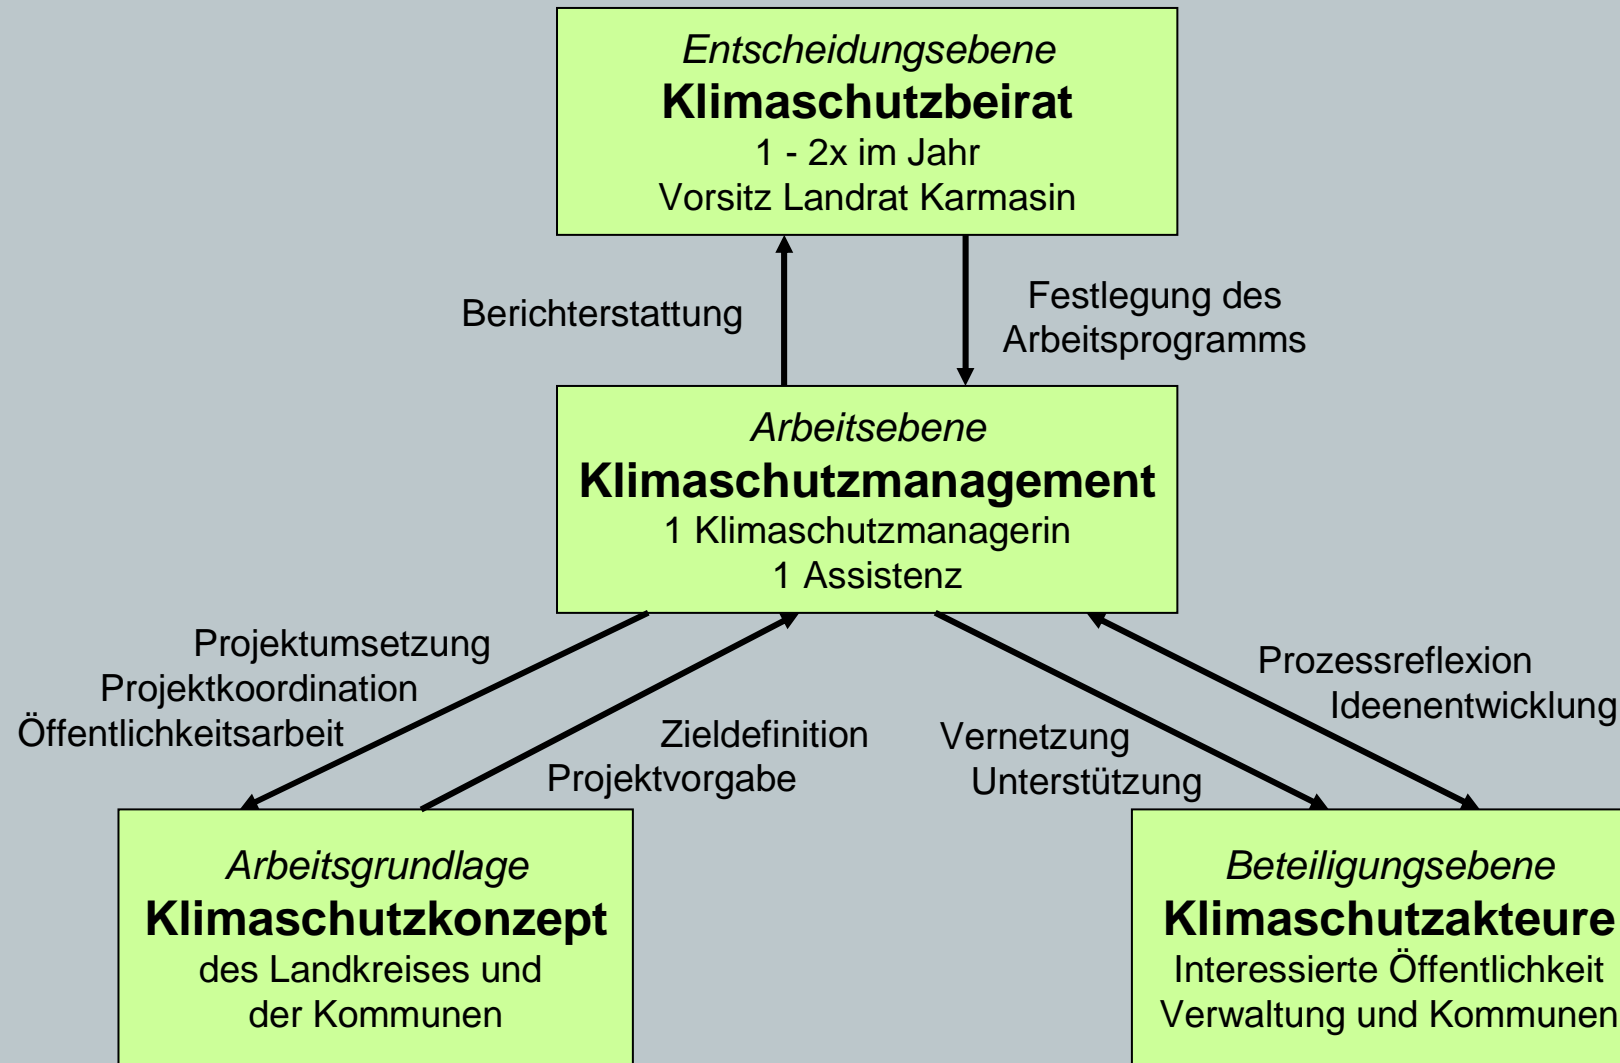 Entscheidungsebene
Klimaschutzbeirat
1 - 2x im Jahr
Vorsitz Landrat Karmasin
Berichterstattung
Festlegung des
Arbeitsprogramms
Arbeitsebene
Klimaschutzmanagement
1 Klimaschutzmanagerin
1 Assistenz
Projektumsetzung
Projektkoordination
Öffentlichkeitsarbeit
Zieldefinition
Projektvorgabe
Vernetzung
Unterstützung
Prozessreflexion
Ideenentwicklung
Arbeitsgrundlage
Klimaschutzkonzept
des Landkreises und
der Kommunen
Beteiligungsebene
Klimaschutzakteure
Interessierte Öffentlichkeit
Verwaltung und Kommunen